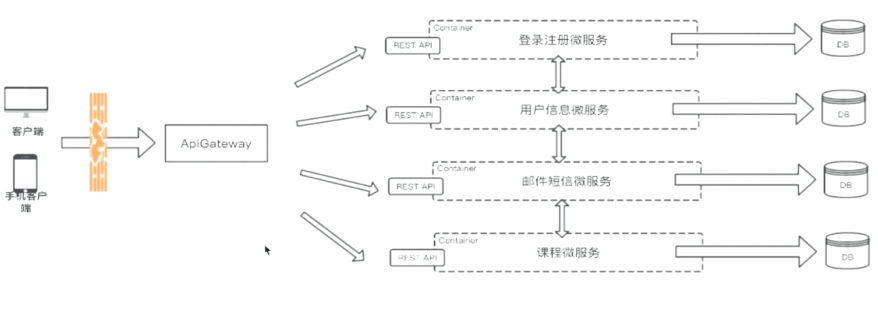 Container
REST API
登录注册微服务
DB
Container
REST API
用户信息微服务
DB
客户端
ApiGateway
Container
REST API
邮件短信微服务
DB
手机客户
端
Container
REST API
课程微服务
DB